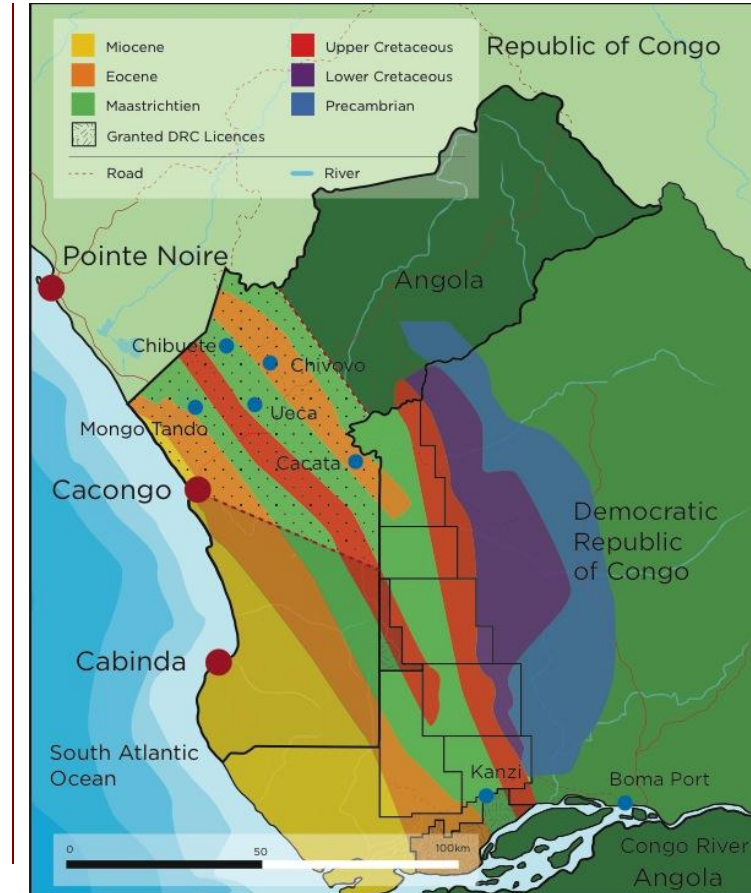 Miocene
Eocene
Maastrichtien
Granted DRC Licences
Road
Upper Cretaceous
Lower Cretaceous
Precambrian
River
Republic of Congo
Pointe Noire
Angola
Chibuete
Chivovo
Mongo Tando
Ueca
Cacata
Cacongo
Democratic
Republic
of Congo
Cabinda
South Atlantic
Ocean
Kanzi
Boma Port
0
50
100km
Congo River
Angola